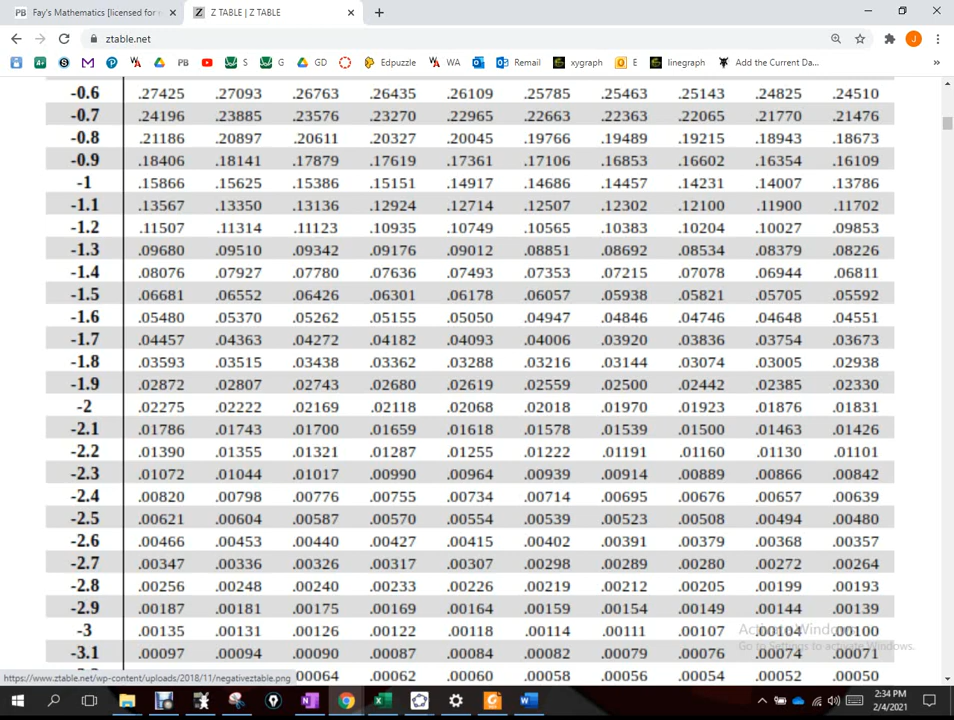 PB Fay's Mathematics [licensed for
Z Z TABLE | Z TABLE
ztable.net
A+ S M P PB S G GD Edpuzzle WA Remail xygraph O E linegraph Add the Current Da... »
-0.6 .27425 .27093 .26763 .26435 .26109 .25785 .25463 .25143 .24825 .24510
-0.7 .24196 .23885 .23576 .23270 .22965 .22663 .22363 .22065 .21770 .21476
-0.8 .21186 .20897 .20611 .20327 .20045 .19766 .19489 .19215 .18943 .18673
-0.9 .18406 .18141 .17879 .17619 .17361 .17106 .16853 .16602 .16354 .16109
-1 .15866 .15625 .15386 .15151 .14917 .14686 .14457 .14231 .14007 .13786
-1.1 .13567 .13350 .13136 .12924 .12714 .12507 .12302 .12100 .11900 .11702
-1.2 .11507 .11314 .11123 .10935 .10749 .10565 .10383 .10204 .10027 .09853
-1.3 .09680 .09510 .09342 .09176 .09012 .08851 .08692 .08534 .08379 .08226
-1.4 .08076 .07927 .07780 .07636 .07493 .07353 .07215 .07078 .06944 .06811
-1.5 .06681 .06552 .06426 .06301 .06178 .06057 .05938 .05821 .05705 .05592
-1.6 .05480 .05370 .05262 .05155 .05050 .04947 .04846 .04746 .04648 .04551
-1.7 .04457 .04363 .04272 .04182 .04093 .04006 .03920 .03836 .03754 .03673
-1.8 .03593 .03515 .03438 .03362 .03288 .03216 .03144 .03074 .03005 .02938
-1.9 .02872 .02807 .02743 .02680 .02619 .02559 .02500 .02442 .02385 .02330
-2 .02275 .02222 .02169 .02118 .02068 .02018 .01970 .01923 .01876 .01831
-2.1 .01786 .01743 .01700 .01659 .01618 .01578 .01539 .01500 .01463 .01426
-2.2 .01390 .01355 .01321 .01287 .01255 .01222 .01191 .01160 .01130 .01101
-2.3 .01072 .01044 .01017 .00990 .00964 .00939 .00914 .00889 .00866 .00842
-2.4 .00820 .00798 .00776 .00755 .00734 .00714 .00695 .00676 .00657 .00639
-2.5 .00621 .00604 .00587 .00570 .00554 .00539 .00523 .00508 .00494 .00480
-2.6 .00466 .00453 .00440 .00427 .00415 .00402 .00391 .00379 .00368 .00357
-2.7 .00347 .00336 .00326 .00317 .00307 .00298 .00289 .00280 .00272 .00264
-2.8 .00256 .00248 .00240 .00233 .00226 .00219 .00212 .00205 .00199 .00193
-2.9 .00187 .00181 .00175 .00169 .00164 .00159 .00154 .00149 .00144 .00139
-3 .00135 .00131 .00126 .00122 .00118 .00114 .00111 .00107 .00104 .00100
Activate Windows
-3.1 .00097 .00094 .00090 .00087 .00084 .00082 .00079 .00076 .00074 .00071
Go to Settings to activate Windows.
.00064 .00062 .00060 .00058 .00056 .00054 .00052 .00050
https://www.ztable.net/wp-content/uploads/2018/11/negativeztable.png
2:34 PM
2/4/2021